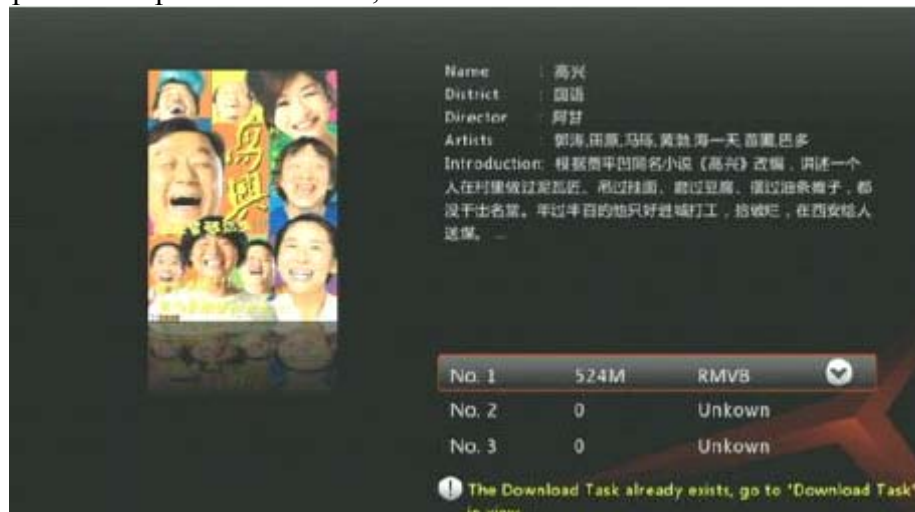 高兴
Name : 高兴
District : 国语
Director : 阿甘
Artists : 郭涛,田原,马珞,黄勃,海一天,苗圃,巴多
Introduction: 根据贾平凹同名小说《高兴》改编，讲述一个
人在村里做过泥瓦匠、吊过挂面、磨过豆腐、摆过油条摊子，都
没干出名堂。年过半百的他只好进城打工，拾破烂，在西安给人
送煤。 ...
No. 1 524M RMVB
No. 2 0 Unkown
No. 3 0 Unkown
The Download Task already exists, go to "Download Task"